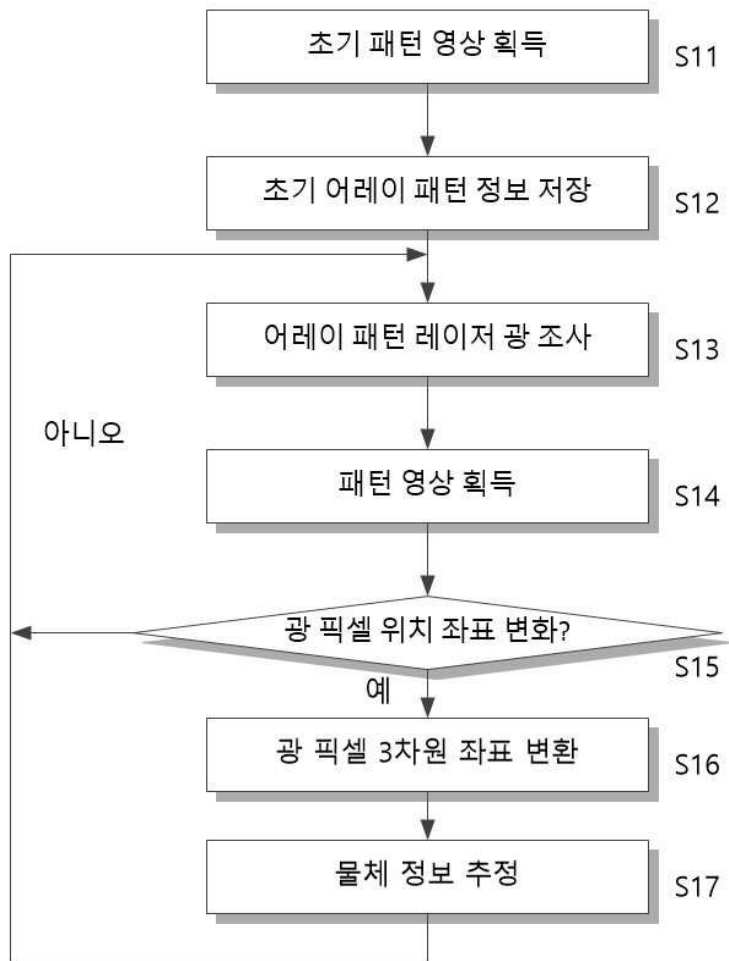 초기 패턴 영상 획득
S11
초기 어레이 패턴 정보 저장
S12
어레이 패턴 레이저 광 조사
S13
아니오
패턴 영상 획득
S14
광 픽셀 위치 좌표 변화?
S15
예
광 픽셀 3차원 좌표 변환
S16
물체 정보 추정
S17